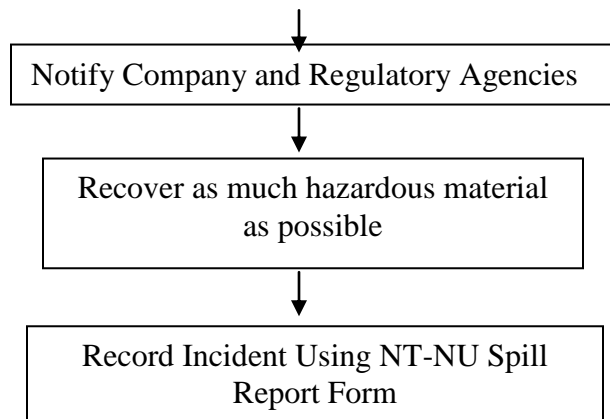 Notify Company and Regulatory Agencies
Recover as much hazardous material
as possible
Record Incident Using NT-NU Spill
Report Form